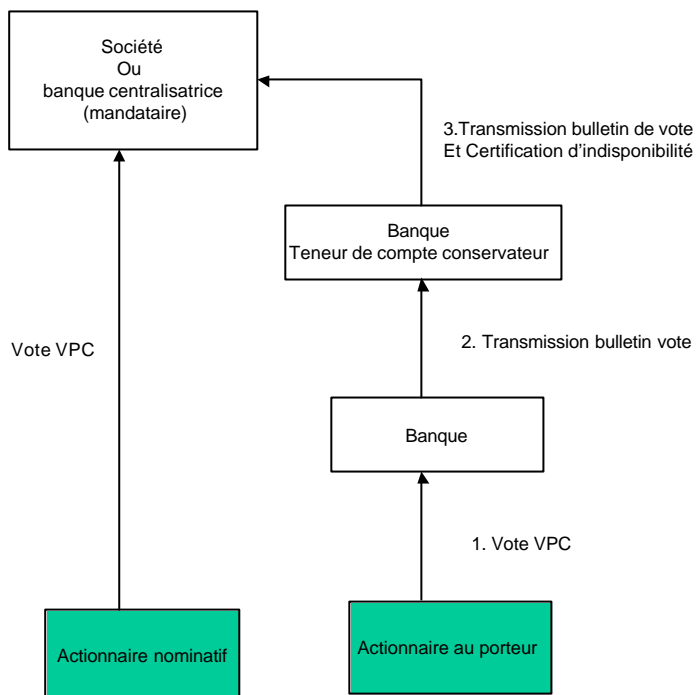 Société
Ou
banque centralisatrice
(mandataire)
3.Transmission bulletin de vote
Et Certification d'indisponibilité
Banque
Teneur de compte conservateur
Vote VPC
2. Transmission bulletin vote
Banque
1. Vote VPC
Actionnaire nominatif
Actionnaire au porteur